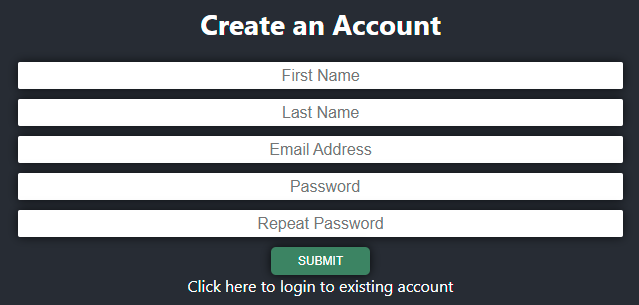 Create an Account
First Name
Last Name
Email Address
Password
Repeat Password
SUBMIT
Click here to login to existing account